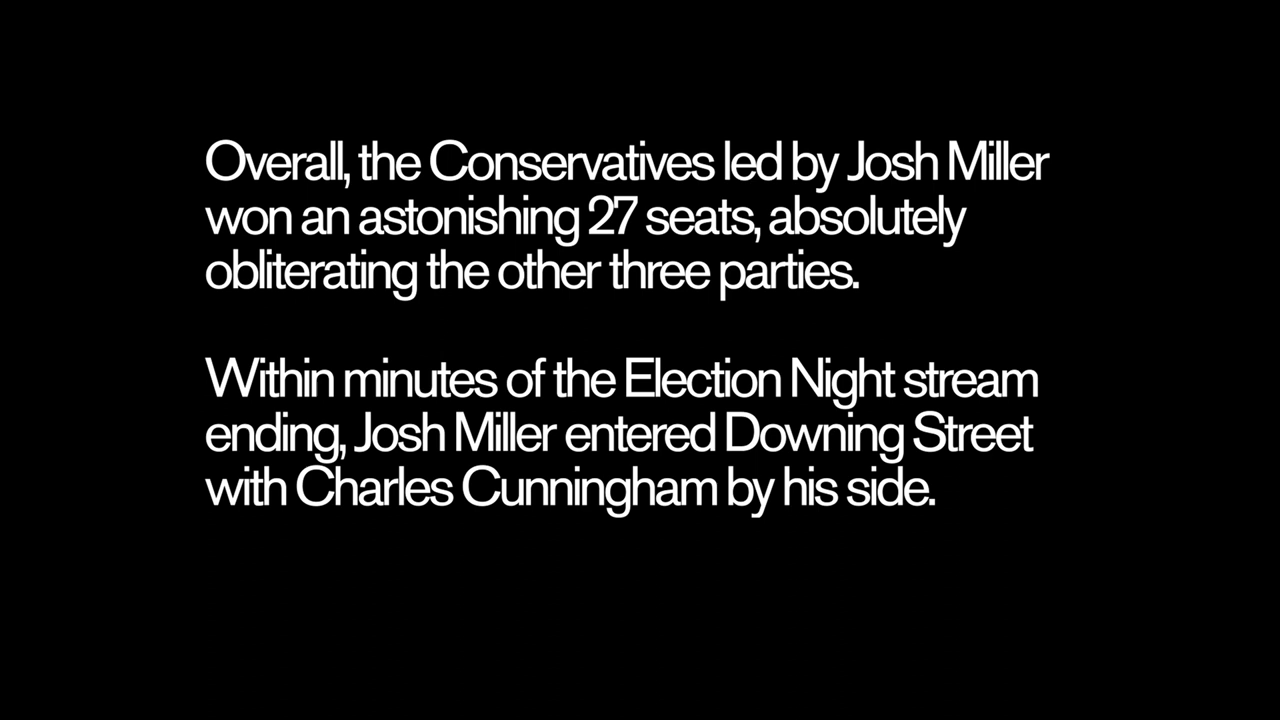 Overall, the Conservatives led by Josh Miller
won an astonishing 27 seats, absolutely
obliterating the other three parties.
Within minutes of the Election Night stream
ending, Josh Miller entered Downing Street
with Charles Cunningham by his side.